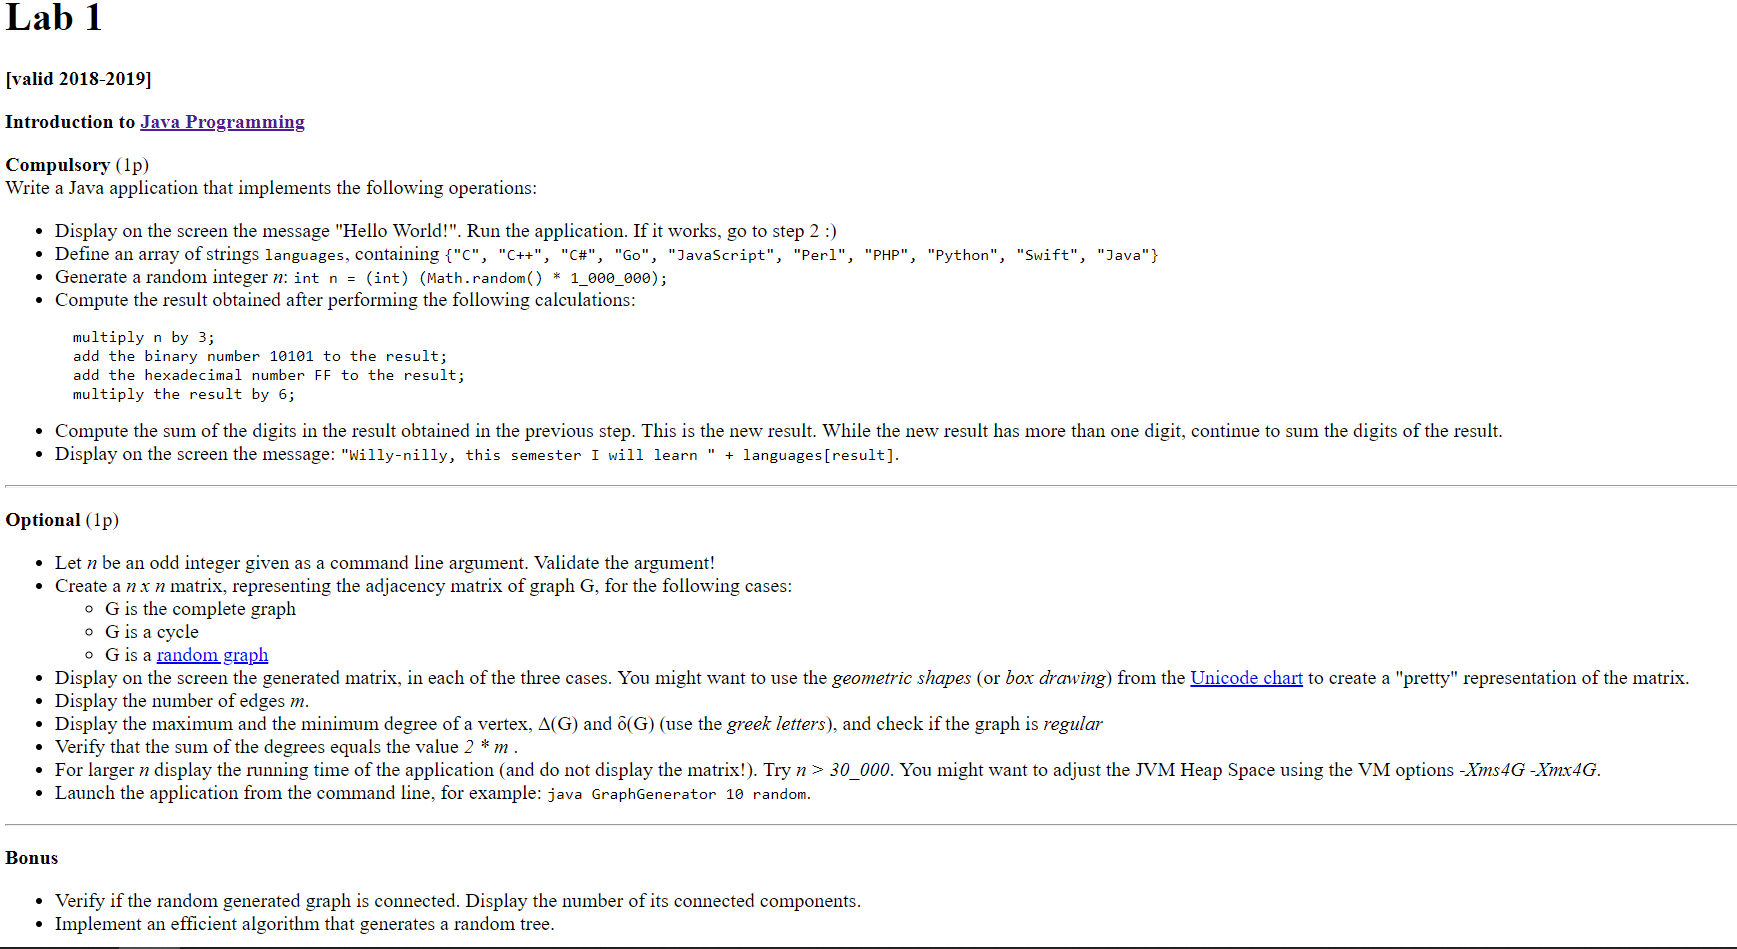 Lab 1
[valid 2018-2019]
Introduction to Java Programming
Compulsory (1p)
Write a Java application that implements the following operations:
• Display on the screen the message "Hello World!". Run the application. If it works, go to step 2 :)
• Define an array of strings languages, containing {"C", "C++", "C#", "Go", "JavaScript", "Perl", "PHP", "Python", "Swift", "Java"}
• Generate a random integer n: int n = (int) (Math.random() * 1_000_000);
• Compute the result obtained after performing the following calculations:
multiply n by 3;
add the binary number 10101 to the result;
add the hexadecimal number FF to the result;
multiply the result by 6;
• Compute the sum of the digits in the result obtained in the previous step. This is the new result. While the new result has more than one digit, continue to sum the digits of the result.
• Display on the screen the message: "Willy-nilly, this semester I will learn " + languages[result].
Optional (1p)
• Let n be an odd integer given as a command line argument. Validate the argument!
• Create a n x n matrix, representing the adjacency matrix of graph G, for the following cases:
◦ G is the complete graph
◦ G is a cycle
◦ G is a random graph
• Display on the screen the generated matrix, in each of the three cases. You might want to use the geometric shapes (or box drawing) from the Unicode chart to create a "pretty" representation of the matrix.
• Display the number of edges m.
• Display the maximum and the minimum degree of a vertex, Δ(G) and δ(G) (use the greek letters), and check if the graph is regular
• Verify that the sum of the degrees equals the value 2 * m .
• For larger n display the running time of the application (and do not display the matrix!). Try n > 30_000. You might want to adjust the JVM Heap Space using the VM options -Xms4G -Xmx4G.
• Launch the application from the command line, for example: java GraphGenerator 10 random.
Bonus
• Verify if the random generated graph is connected. Display the number of its connected components.
• Implement an efficient algorithm that generates a random tree.